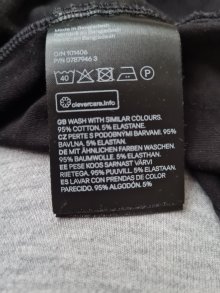 Made in Bangladesh
D/N 101406
P/N 0787946 3
40
P
clevercare.info
GB WASH WITH SIMILAR COLOURS.
95% COTTON, 5% ELASTANE.
CZ PERTE S PODOBNÝMI BARVAMI. 95%
BAVLNA, 5% ELASTAN.
DE MIT ÄHNLICHEN FARBEN WASCHEN.
95% BAUMWOLLE. 5% ELASTHAN.
EE PESE KOOS SARNAST VÄRVI
RIIETEGA. 95% PUUVILL, 5% ELASTAAN.
ES LAVAR CON PRENDAS DE COLOR
PARECIDO. 95% ALGODÓN, 5%